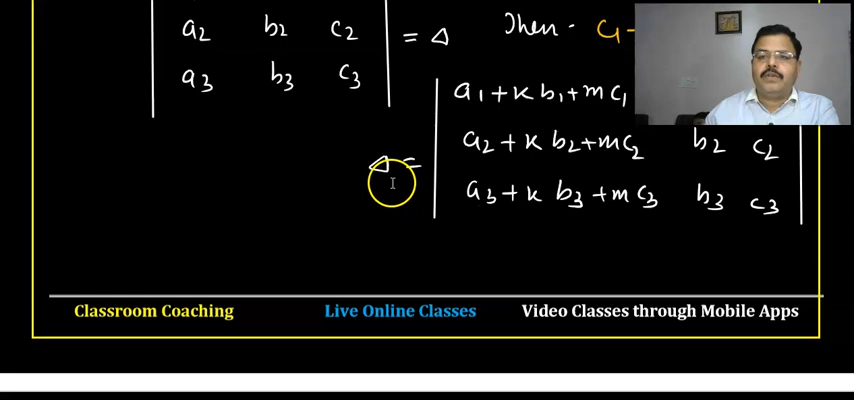 a2 b2 c2 = Δ Then - C1 -
a3 b3 c3
a1 + k b1 + m c1
a2 + k b2 + m c2 b2 c2
Δ =
a3 + k b3 + m c3 b3 c3
Classroom Coaching Live Online Classes Video Classes through Mobile Apps